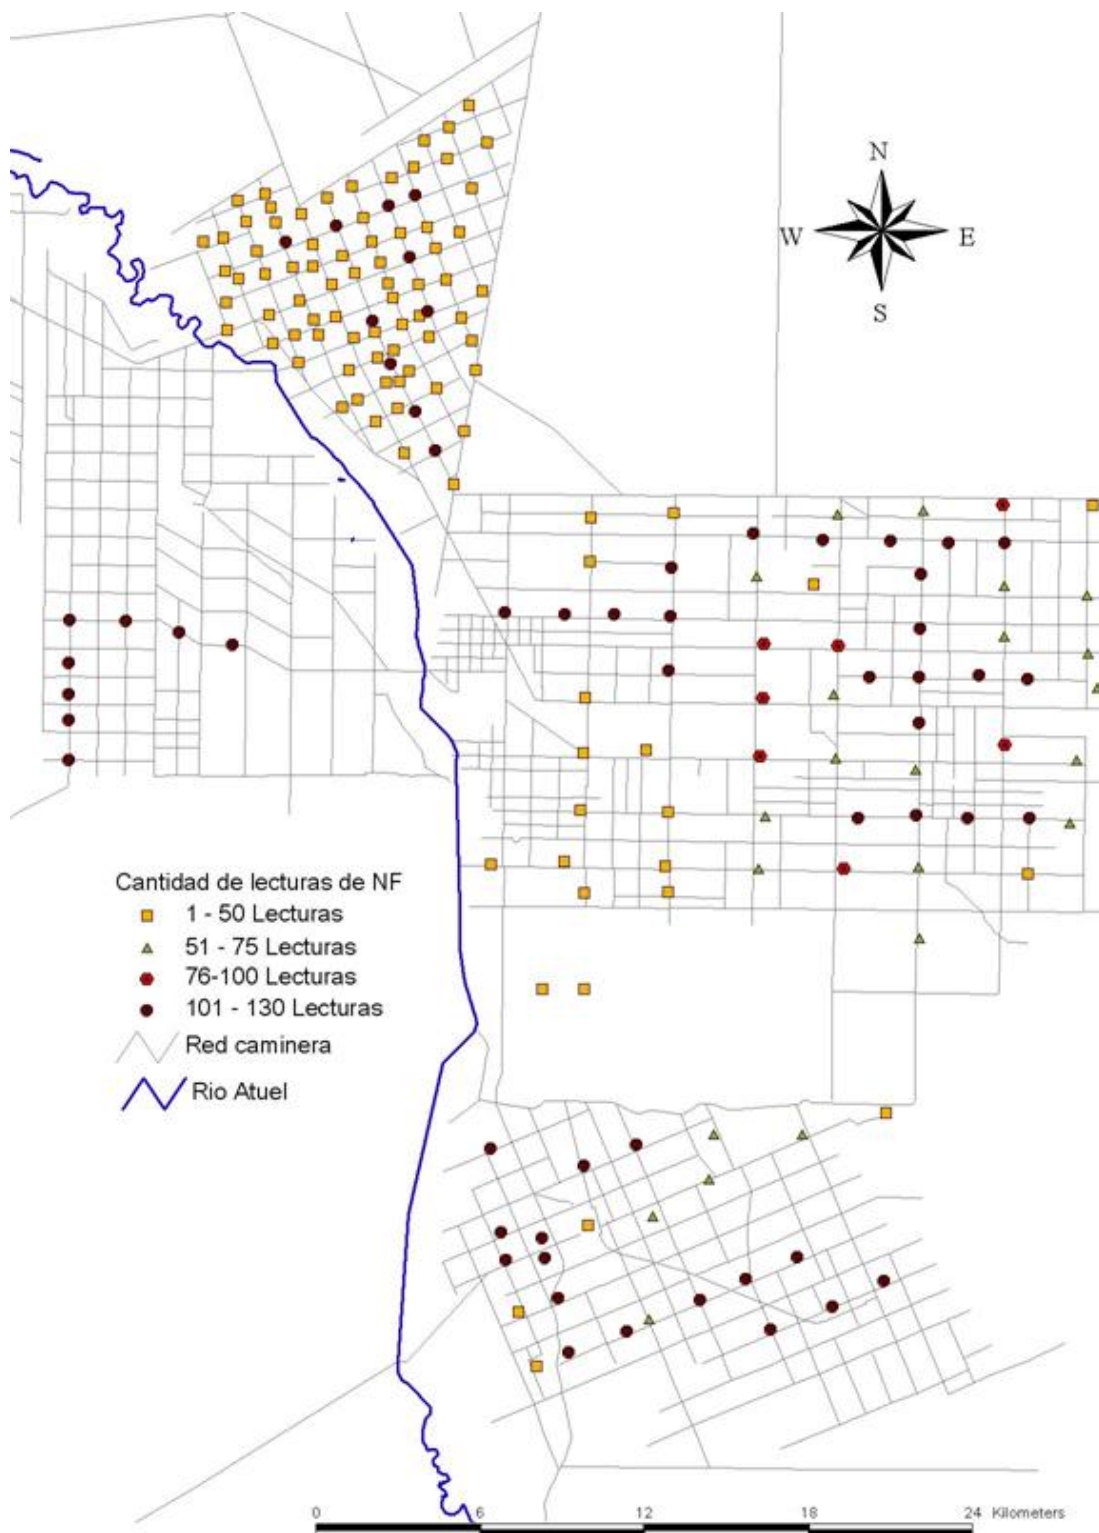 N
W E
S
Cantidad de lecturas de NF
1 - 50 Lecturas
51 - 75 Lecturas
76-100 Lecturas
101 - 130 Lecturas
Red caminera
Rio Atuel
0 6 12 18 24 Kilometers